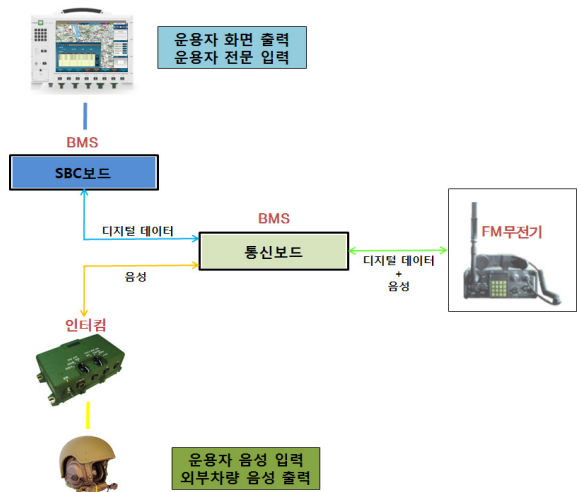 운용자 화면 출력
운용자 전문 입력
BMS
SBC보드
디지털 데이터
BMS
통신보드
FM무전기
디지털 데이터
+
음성
음성
인터컴
운용자 음성 입력
외부차량 음성 출력